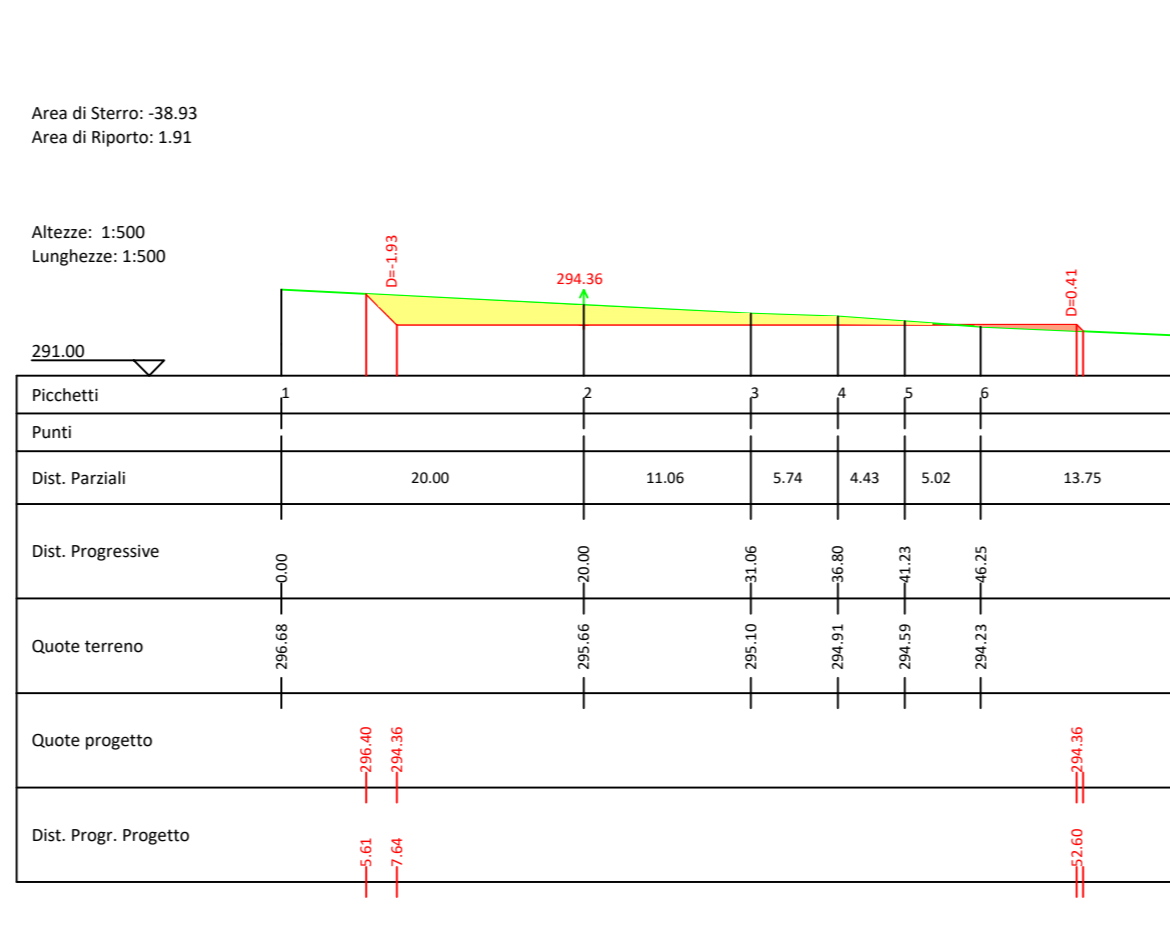 Area di Sterro: -38.93
Area di Riporto: 1.91
Altezze: 1:500
Lunghezze: 1:500
D=-1.93
294.36
D=0.41
291.00
Picchetti 1 2 3 4 5 6
Punti
Dist. Parziali 20.00 11.06 5.74 4.43 5.02 13.75
Dist. Progressive 0.00 20.00 31.06 36.80 41.23 46.25
Quote terreno 296.68 295.66 295.10 294.91 294.59 294.23
Quote progetto 296.40 294.36 294.36
Dist. Progr. Progetto 5.61 7.64 52.60